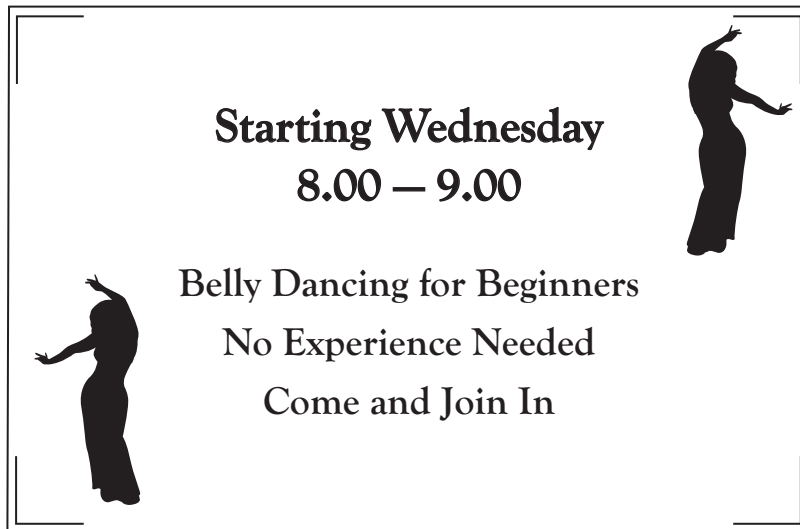 Starting Wednesday
8.00 – 9.00
Belly Dancing for Beginners
No Experience Needed
Come and Join In